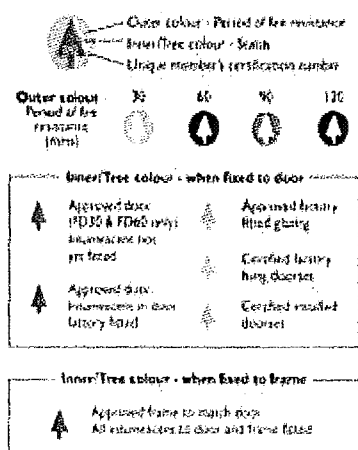 Outer colour - Period of fire resistance
Inner/Tree colour - Status
Unique member's certification number
Outer colour
Period of fire
resistance
(mins)
30 60 90 120
Inner/Tree colour - when fixed to door
Approved door
(FD30 & FD60 only)
Intumescent not
yet fitted
Approved door
Intumescent in door
factory fitted
Approved factory
fitted glazing
Certified factory
hung doorset
Certified installed
doorset
Inner/Tree colour - when fixed to frame
Approved frame to match door
All intumescent to door and frame fitted